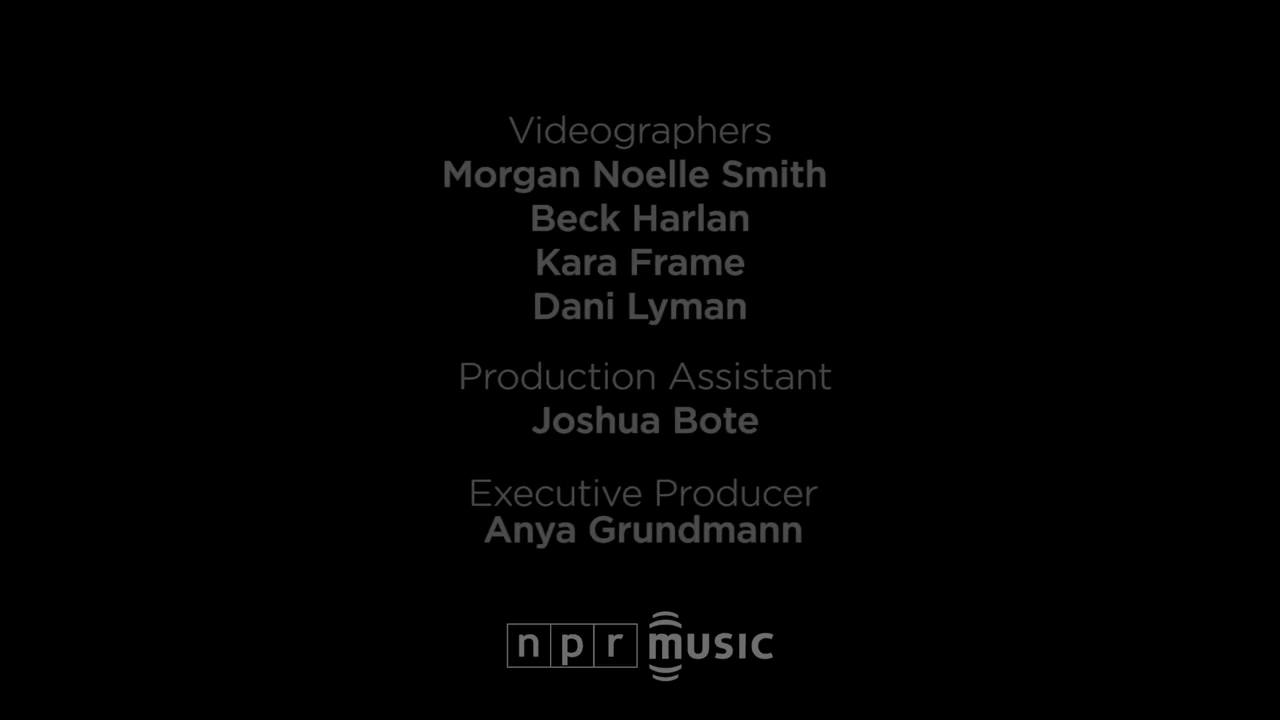 Videographers
Morgan Noelle Smith
Beck Harlan
Kara Frame
Dani Lyman
Production Assistant
Joshua Bote
Executive Producer
Anya Grundmann
npr music